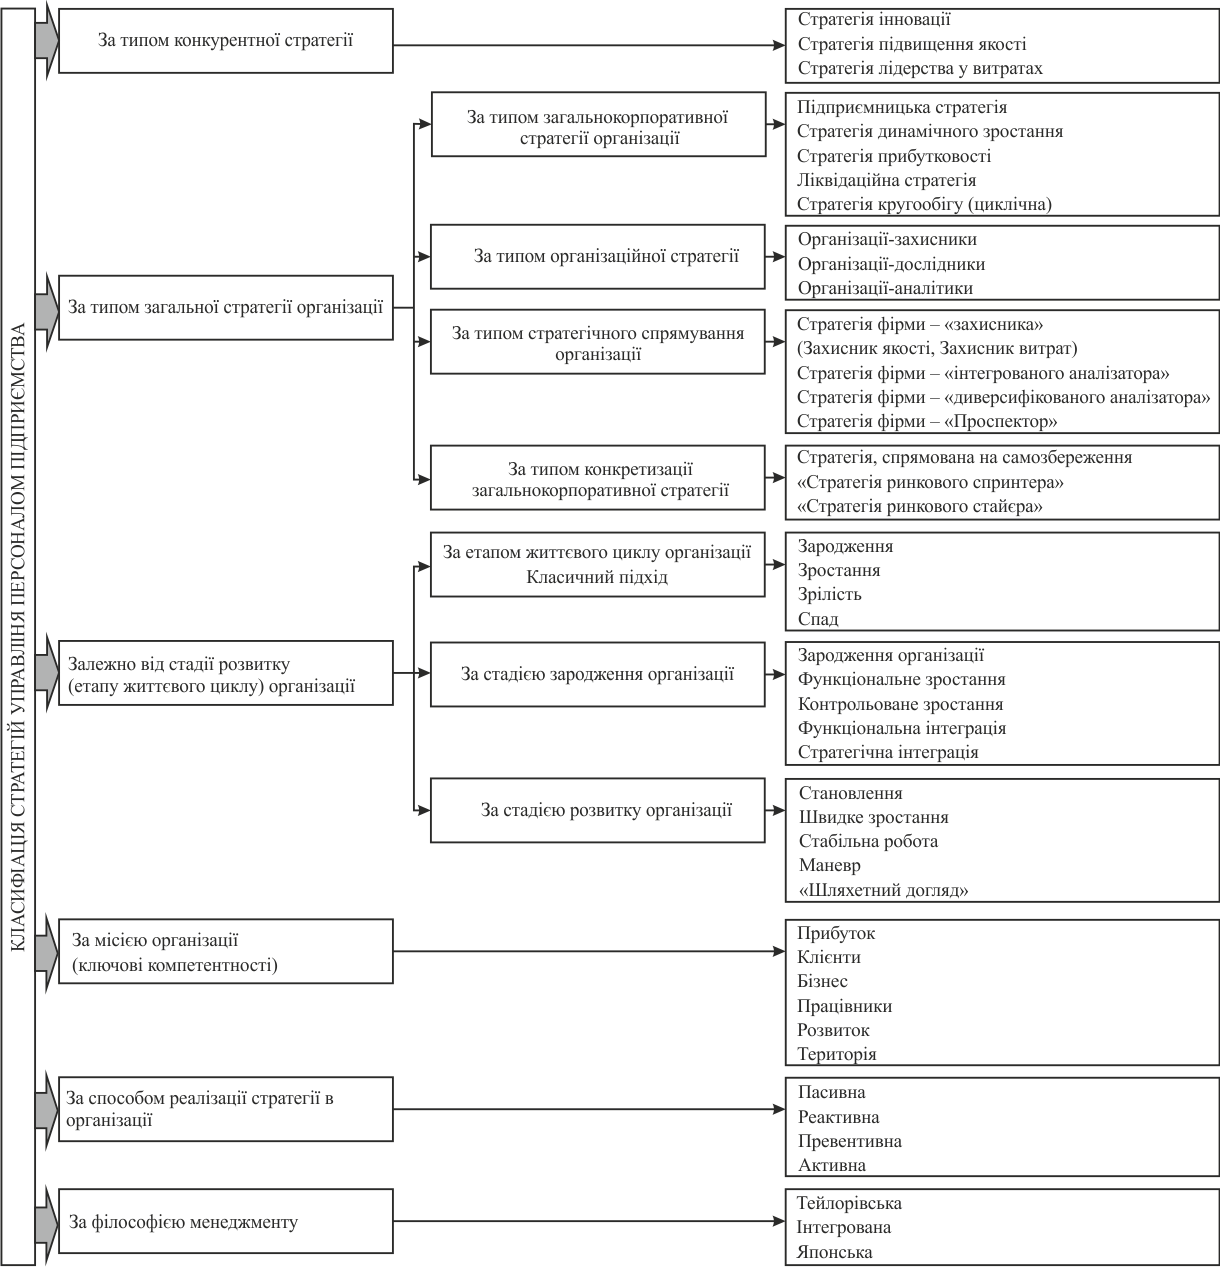 КЛАСИФІАЦІЯ СТРАТЕГІЙ УПРАВЛІННЯ ПЕРСОНАЛОМ ПІДПРИЄМСТВА
За типом конкурентної стратегії
Стратегія інновації
Стратегія підвищення якості
Стратегія лідерства у витратах
За типом загальної стратегії організації
За типом загальнокорпоративної
стратегії організації
Підприємницька стратегія
Стратегія динамічного зростання
Стратегія прибутковості
Ліквідаційна стратегія
Стратегія кругообігу (циклічна)
За типом організаційної стратегії
Організації-захисники
Організації-дослідники
Організації-аналітики
За типом стратегічного спрямування
організації
Стратегія фірми – «захисника»
(Захисник якості, Захисник витрат)
Стратегія фірми – «інтегрованого аналізатора»
Стратегія фірми – «диверсифікованого аналізатора»
Стратегія фірми – «Проспектор»
За типом конкретизації
загальнокорпоративної стратегії
Стратегія, спрямована на самозбереження
«Стратегія ринкового спринтера»
«Стратегія ринкового стайєра»
Залежно від стадії розвитку
(етапу життєвого циклу) організації
За етапом життєвого циклу організації
Класичний підхід
Зародження
Зростання
Зрілість
Спад
За стадією зародження організації
Зародження організації
Функціональне зростання
Контрольоване зростання
Функціональна інтеграція
Стратегічна інтеграція
За стадією розвитку організації
Становлення
Швидке зростання
Стабільна робота
Маневр
«Шляхетний догляд»
За місією організації
(ключові компетентності)
Прибуток
Клієнти
Бізнес
Працівники
Розвиток
Територія
За способом реалізації стратегії в
організації
Пасивна
Реактивна
Превентивна
Активна
За філософією менеджменту
Тейлорівська
Інтегрована
Японська